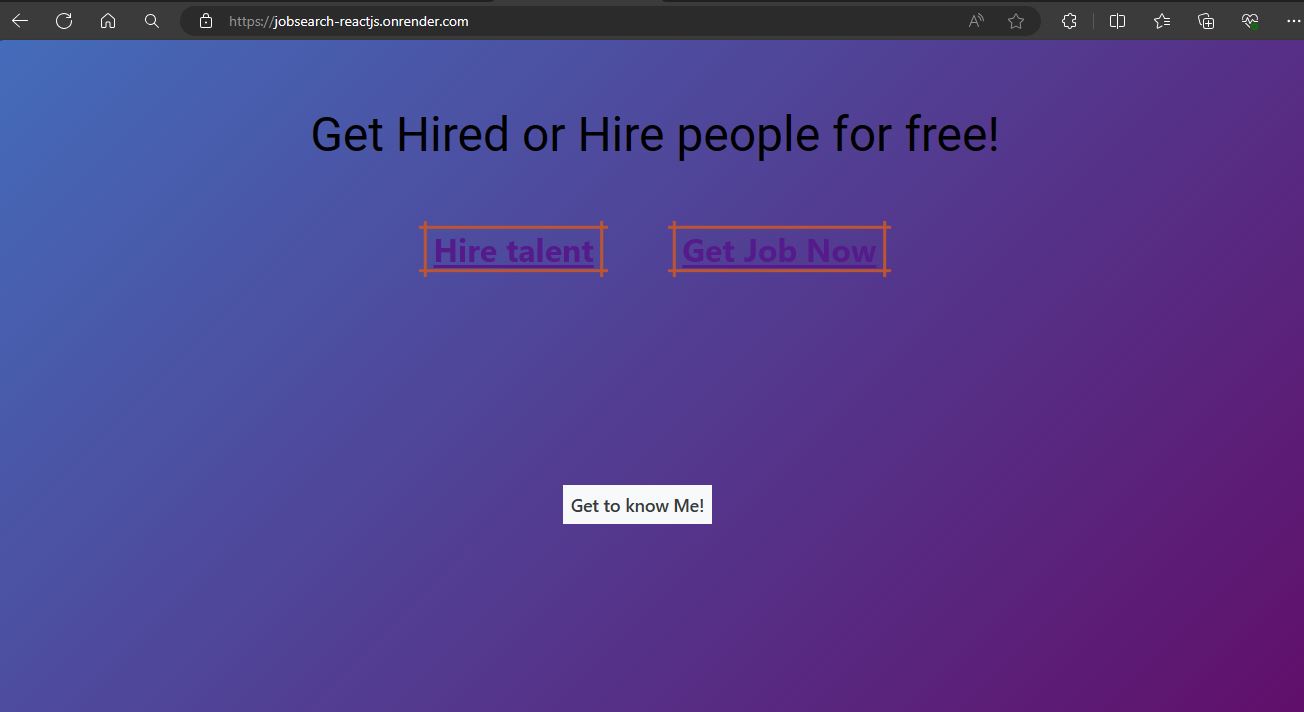 https://jobsearch-reactjs.onrender.com
Get Hired or Hire people for free!
Hire talent Get Job Now
Get to know Me!